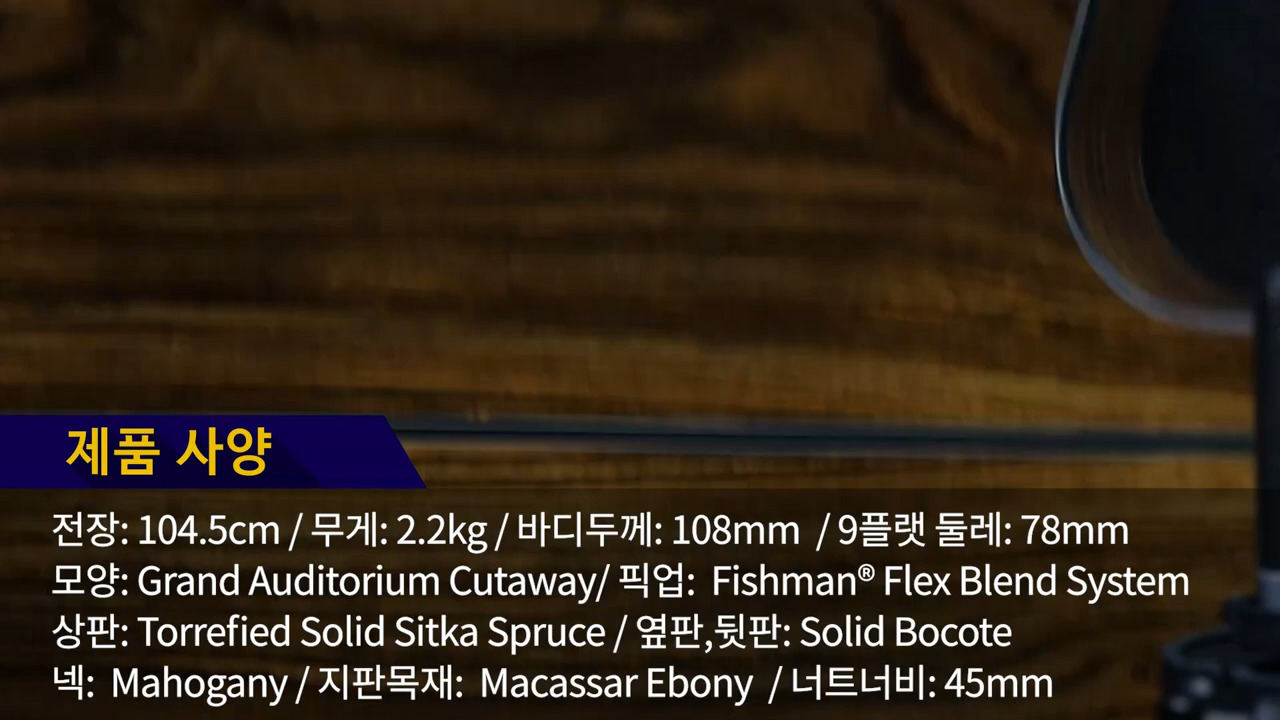 제품 사양
전장: 104.5cm / 무게: 2.2kg / 바디두께: 108mm / 9플랫 둘레: 78mm
모양: Grand Auditorium Cutaway/ 픽업: Fishman® Flex Blend System
상판: Torrefied Solid Sitka Spruce / 옆판,뒷판: Solid Bocote
넥: Mahogany / 지판목재: Macassar Ebony / 너트너비: 45mm